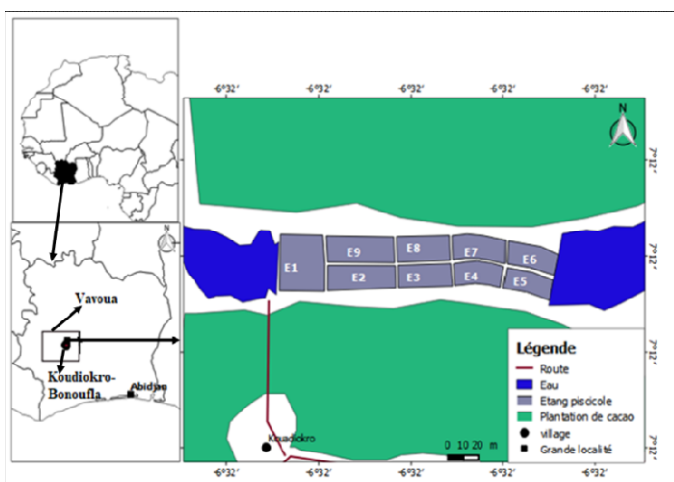 -6°32' -6°32' -6°32' -6°32' -6°32'
N
7°12'
E1 E9 E8 E7 E6
E2 E3 E4 E5
7°12'
7°12'
7°12'
Vavoua
Koudiokro-
Bonoufla
Abidjan
Kouadiokro
0 10 20 m
Légende
Route
Eau
Etang piscicole
Plantation de cacao
village
Grande localité
-6°32' -6°32' -6°32' -6°32' -6°32'